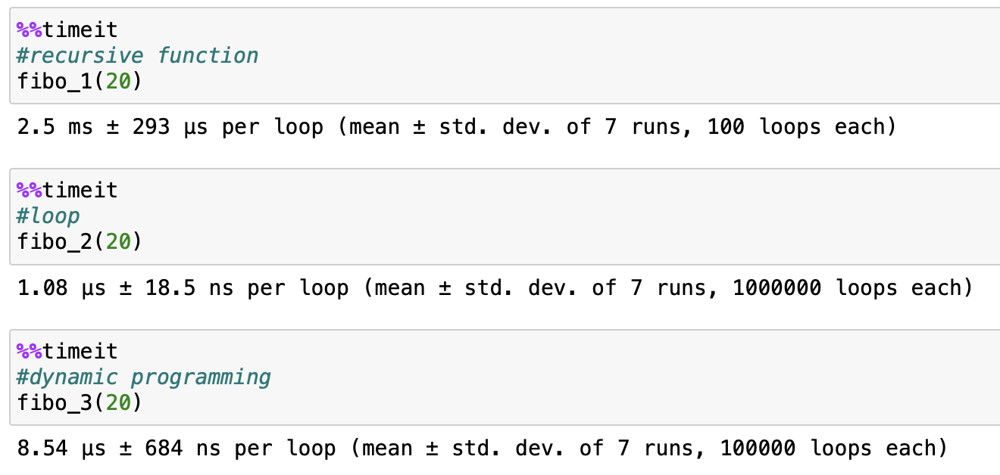 %%timeit
#recursive function
fibo_1(20)
2.5 ms ± 293 µs per loop (mean ± std. dev. of 7 runs, 100 loops each)
%%timeit
#loop
fibo_2(20)
1.08 µs ± 18.5 ns per loop (mean ± std. dev. of 7 runs, 1000000 loops each)
%%timeit
#dynamic programming
fibo_3(20)
8.54 µs ± 684 ns per loop (mean ± std. dev. of 7 runs, 100000 loops each)